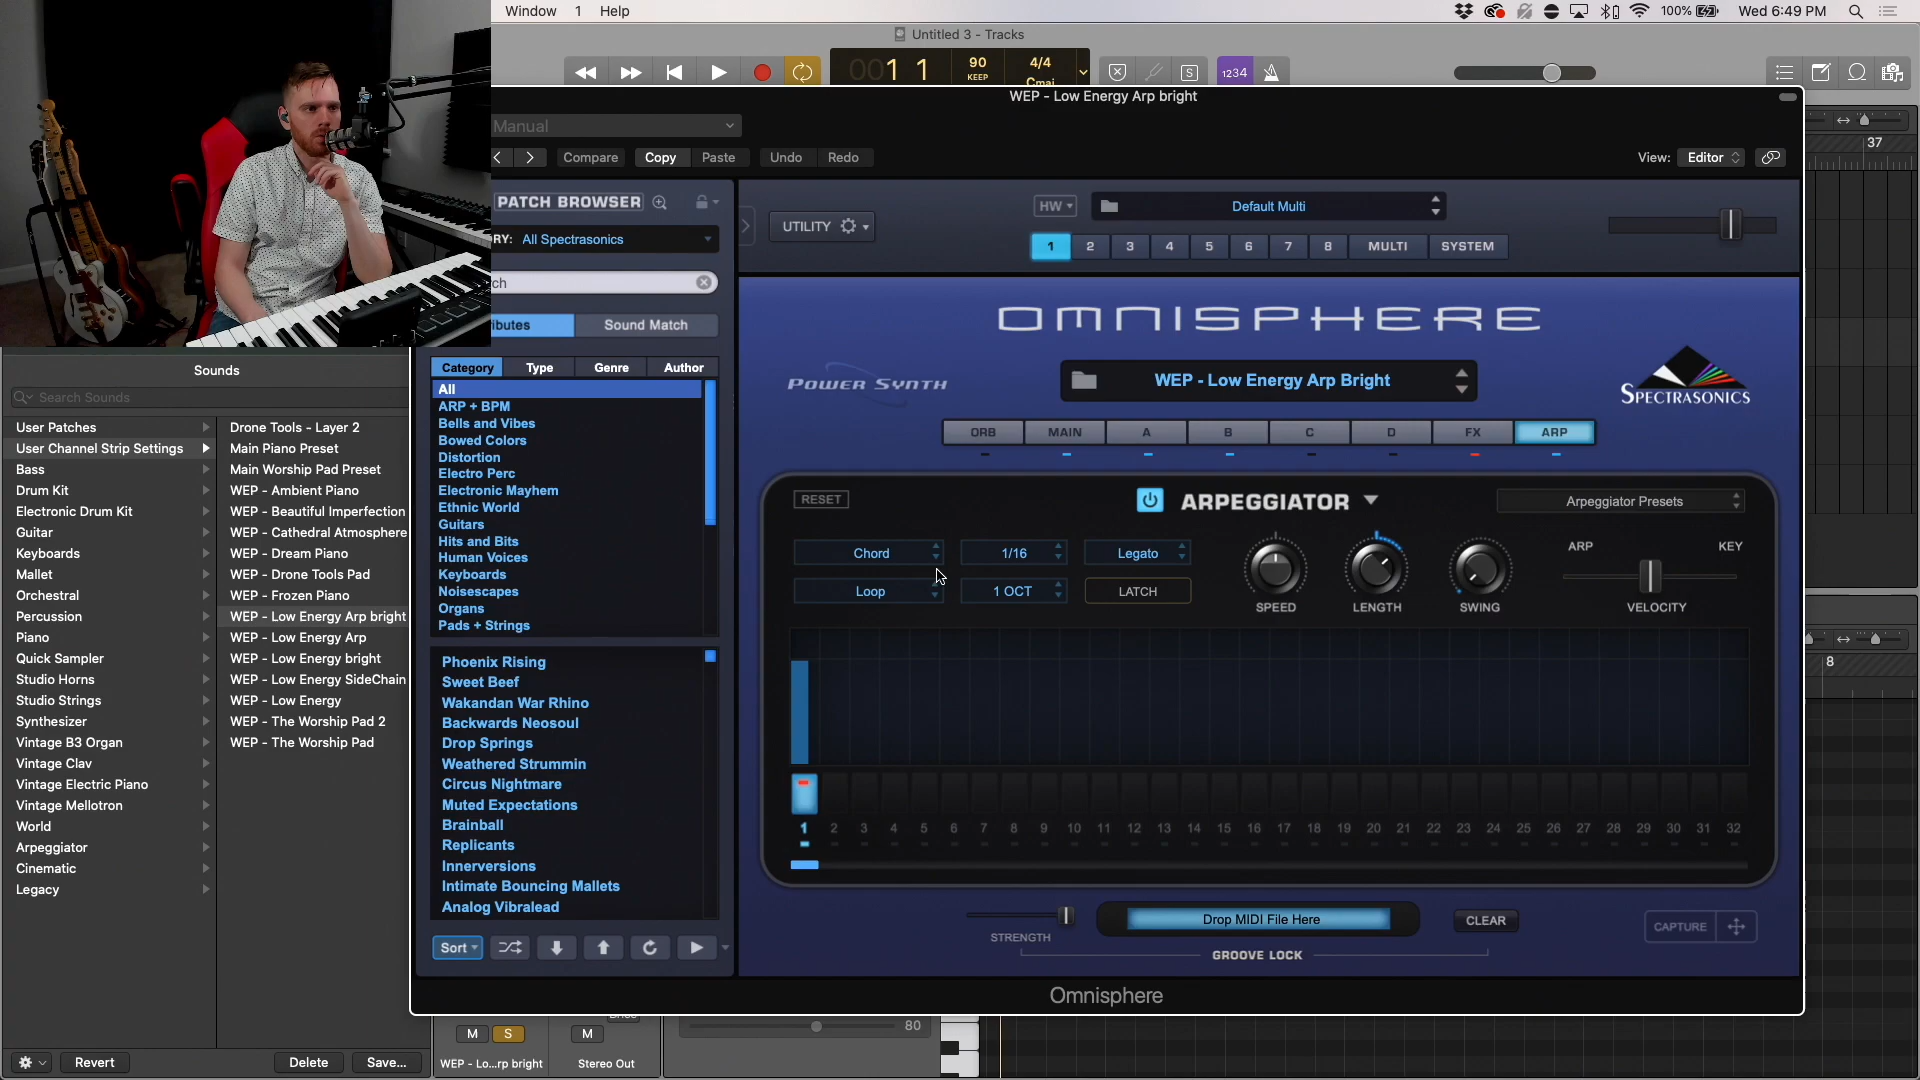 Window 1 Help
100% Wed 6:49 PM
Untitled 3 - Tracks
001 1
90
KEEP
4/4
Cmaj
S
1234
WEP - Low Energy Arp bright
Manual
Compare Copy Paste Undo Redo
View: Editor
37
PATCH BROWSER
RY: All Spectrasonics
UTILITY
HW
Default Multi
1 2 3 4 5 6 7 8 MULTI SYSTEM
rch
ibutes Sound Match
Category Type Genre Author
All
ARP + BPM
Bells and Vibes
Bowed Colors
Distortion
Electro Perc
Electronic Mayhem
Ethnic World
Guitars
Hits and Bits
Human Voices
Keyboards
Noisescapes
Organs
Pads + Strings
Phoenix Rising
Sweet Beef
Wakandan War Rhino
Backwards Neosoul
Drop Springs
Weathered Strummin
Circus Nightmare
Muted Expectations
Brainball
Replicants
Innerversions
Intimate Bouncing Mallets
Analog Vibralead
Sort
OMNISPHERE
POWER SYNTH
WEP - Low Energy Arp Bright
SPECTRASONICS
ORB MAIN A B C D FX ARP
RESET
ARPEGGIATOR
Arpeggiator Presets
Chord 1/16 Legato
Loop 1 OCT LATCH
SPEED LENGTH SWING
ARP KEY
VELOCITY
1 2 3 4 5 6 7 8 9 10 11 12 13 14 15 16 17 18 19 20 21 22 23 24 25 26 27 28 29 30 31 32
STRENGTH
Drop MIDI File Here
CLEAR
CAPTURE
GROOVE LOCK
Omnisphere
8
Sounds
Search Sounds
User Patches
User Channel Strip Settings
Bass
Drum Kit
Electronic Drum Kit
Guitar
Keyboards
Mallet
Orchestral
Percussion
Piano
Quick Sampler
Studio Horns
Studio Strings
Synthesizer
Vintage B3 Organ
Vintage Clav
Vintage Electric Piano
Vintage Mellotron
World
Arpeggiator
Cinematic
Legacy
Drone Tools - Layer 2
Main Piano Preset
Main Worship Pad Preset
WEP - Ambient Piano
WEP - Beautiful Imperfection
WEP - Cathedral Atmosphere
WEP - Dream Piano
WEP - Drone Tools Pad
WEP - Frozen Piano
WEP - Low Energy Arp bright
WEP - Low Energy Arp
WEP - Low Energy bright
WEP - Low Energy SideChain
WEP - Low Energy
WEP - The Worship Pad 2
WEP - The Worship Pad
Revert Delete Save...
M S M
WEP - Lo...rp bright
Stereo Out
80